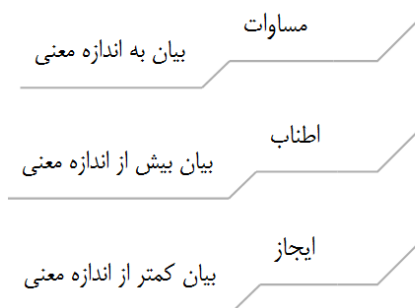 مساوات
بیان به اندازه معنی
اطناب
بیان بیش از اندازه معنی
ایجاز
بیان کمتر از اندازه معنی